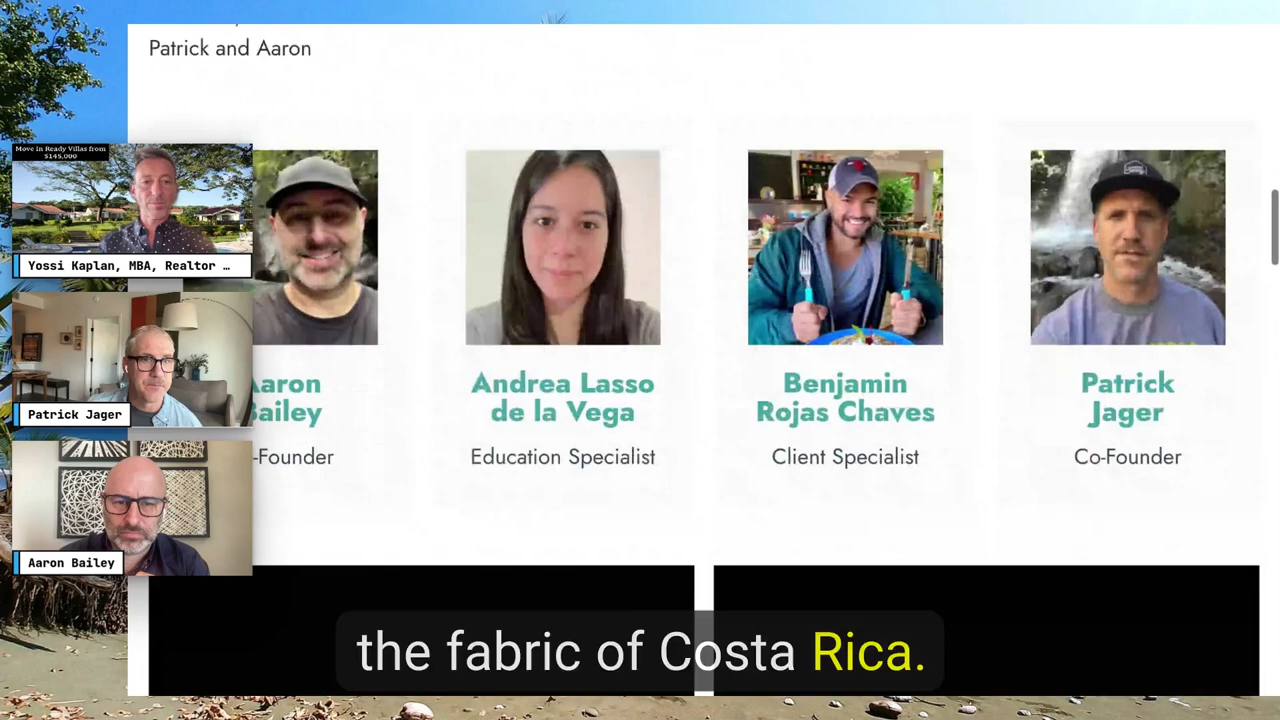 Patrick and Aaron
Move In Ready Villas from
$145,000
Yossi Kaplan, MBA, Realtor …
Patrick Jager
Aaron Bailey
Aaron
Bailey
-Founder
Andrea Lasso
de la Vega
Education Specialist
Benjamin
Rojas Chaves
Client Specialist
Patrick
Jager
Co-Founder
the fabric of Costa Rica.